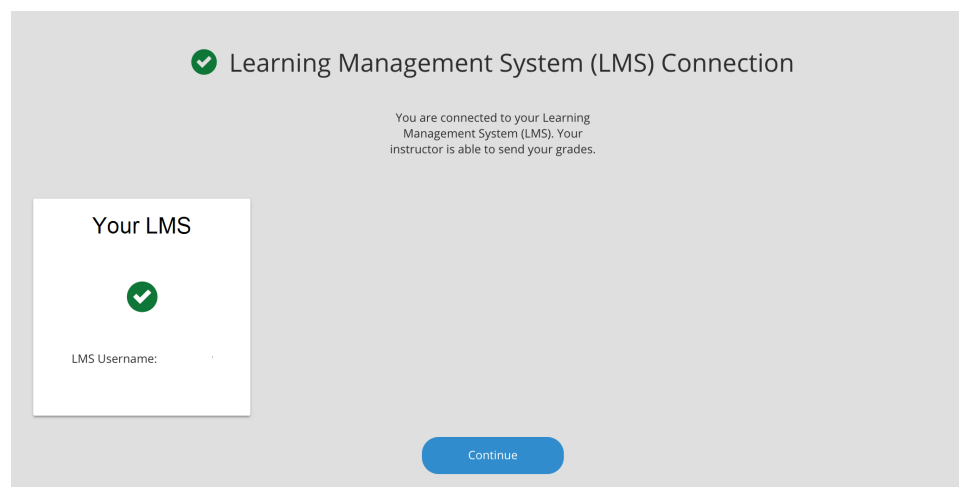 Learning Management System (LMS) Connection
You are connected to your Learning
Management System (LMS). Your
instructor is able to send your grades.
Your LMS
LMS Username:
Continue